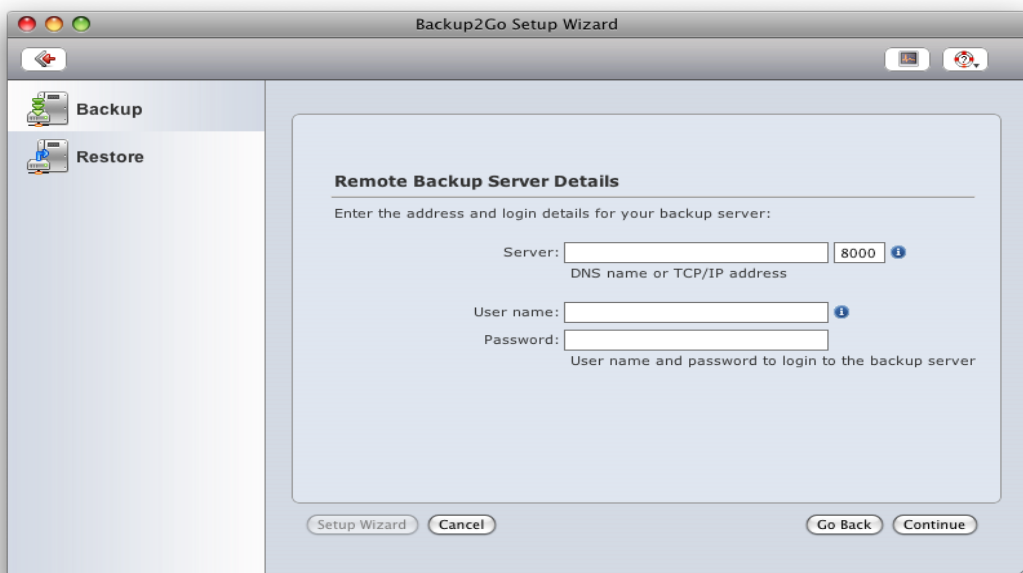 Backup2Go Setup Wizard
Backup
Restore
Remote Backup Server Details
Enter the address and login details for your backup server:
Server: 8000
DNS name or TCP/IP address
User name:
Password:
User name and password to login to the backup server
Setup Wizard Cancel Go Back Continue